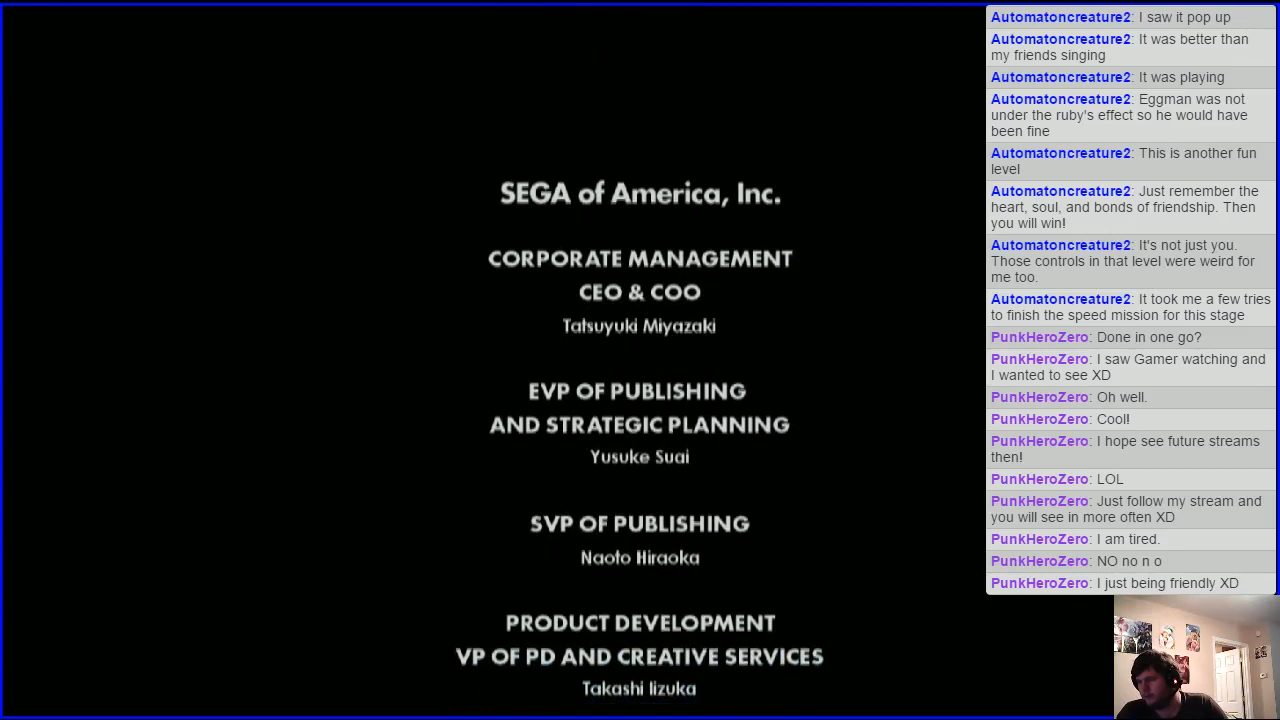 SEGA of America, Inc.
CORPORATE MANAGEMENT
CEO & COO
Tatsuyuki Miyazaki
EVP OF PUBLISHING
AND STRATEGIC PLANNING
Yusuke Suai
SVP OF PUBLISHING
Naoto Hiraoka
PRODUCT DEVELOPMENT
VP OF PD AND CREATIVE SERVICES
Takashi Iizuka
Automatoncreature2: I saw it pop up
Automatoncreature2: It was better than
my friends singing
Automatoncreature2: It was playing
Automatoncreature2: Eggman was not
under the ruby's effect so he would have
been fine
Automatoncreature2: This is another fun
level
Automatoncreature2: Just remember the
heart, soul, and bonds of friendship. Then
you will win!
Automatoncreature2: It's not just you.
Those controls in that level were weird for
me too.
Automatoncreature2: It took me a few tries
to finish the speed mission for this stage
PunkHeroZero: Done in one go?
PunkHeroZero: I saw Gamer watching and
I wanted to see XD
PunkHeroZero: Oh well.
PunkHeroZero: Cool!
PunkHeroZero: I hope see future streams
then!
PunkHeroZero: LOL
PunkHeroZero: Just follow my stream and
you will see in more often XD
PunkHeroZero: I am tired.
PunkHeroZero: NO no n o
PunkHeroZero: I just being friendly XD